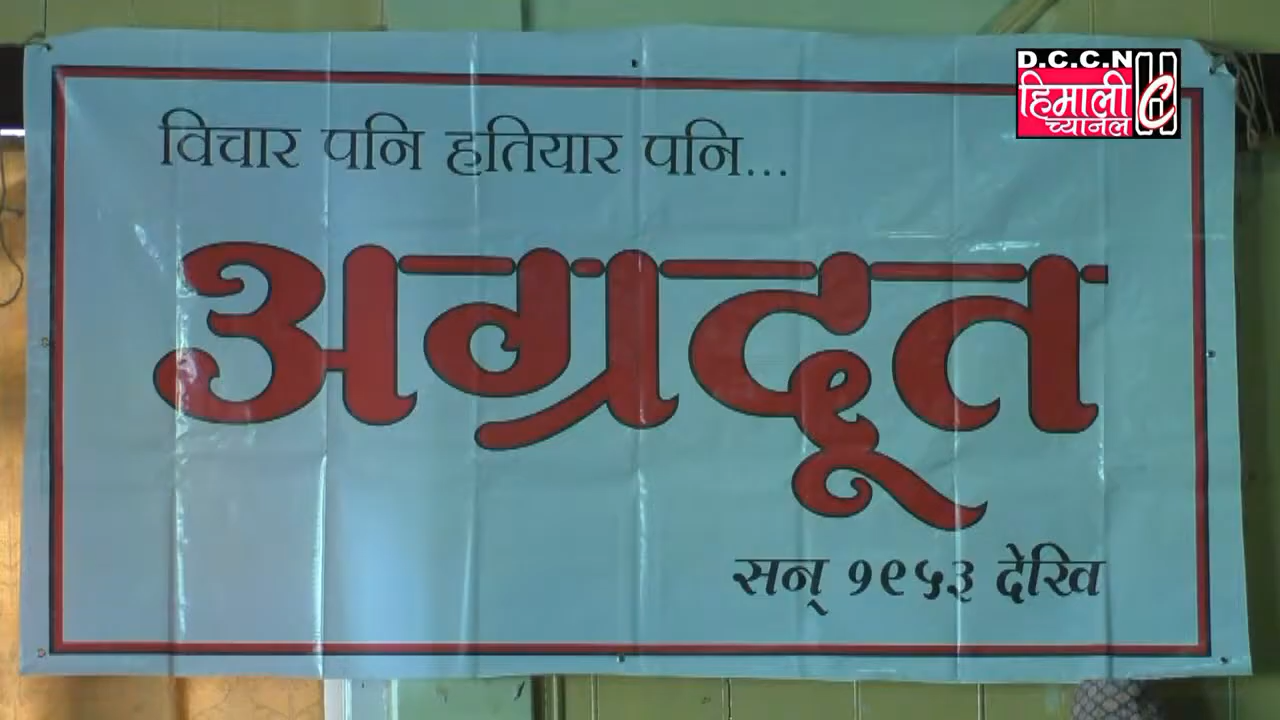 D.C.C.N
हिमाली
च्यानल
विचार पनि हतियार पनि...
अग्रदूत
सन् १९५३ देखि